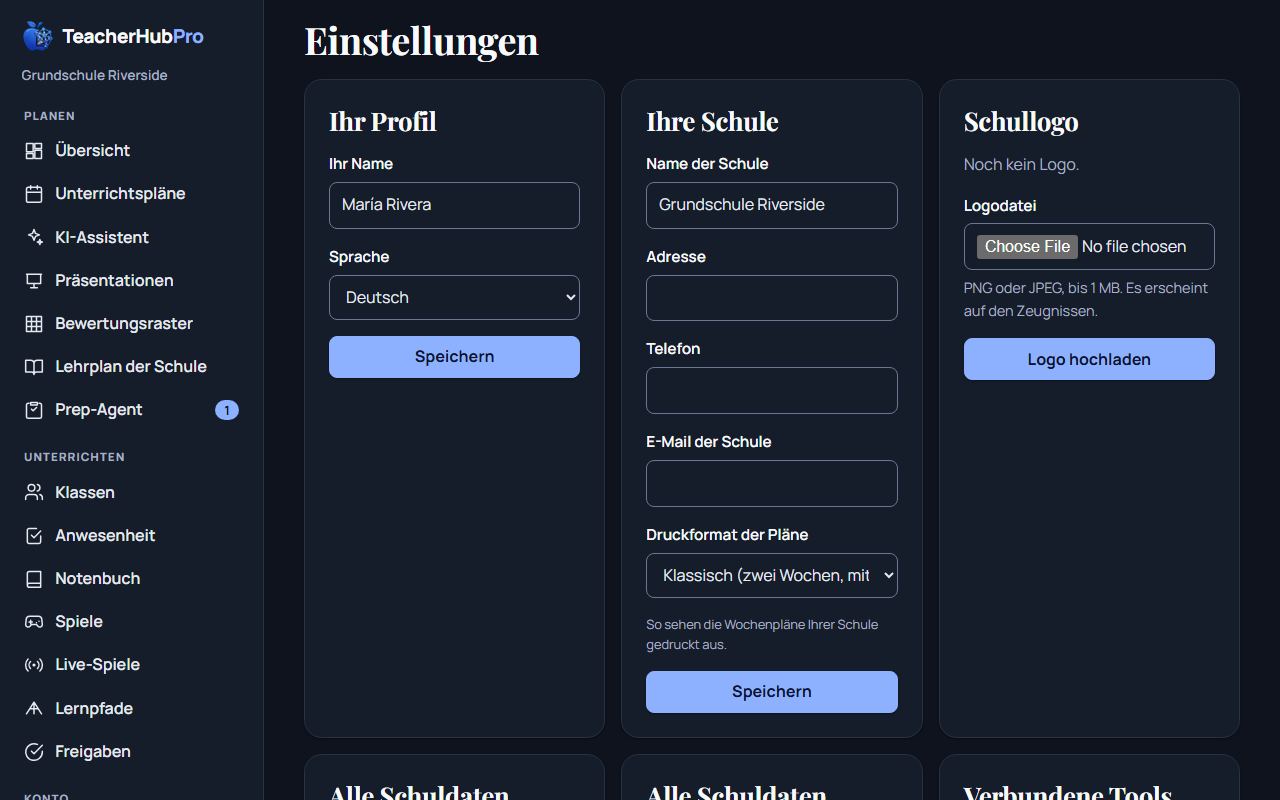 TeacherHubPro
Grundschule Riverside
PLANEN
Übersicht
Unterrichtspläne
KI-Assistent
Präsentationen
Bewertungsraster
Lehrplan der Schule
Prep-Agent 1
UNTERRICHTEN
Klassen
Anwesenheit
Notenbuch
Spiele
Live-Spiele
Lernpfade
Freigaben
KONTO
Einstellungen
Ihr Profil
Ihr Name
María Rivera
Sprache
Deutsch
Speichern
Ihre Schule
Name der Schule
Grundschule Riverside
Adresse
Telefon
E-Mail der Schule
Druckformat der Pläne
Klassisch (zwei Wochen, mit
So sehen die Wochenpläne Ihrer Schule
gedruckt aus.
Speichern
Schullogo
Noch kein Logo.
Logodatei
Choose File No file chosen
PNG oder JPEG, bis 1 MB. Es erscheint
auf den Zeugnissen.
Logo hochladen
Alle Schuldaten
Alle Schuldaten
Verbundene Tools